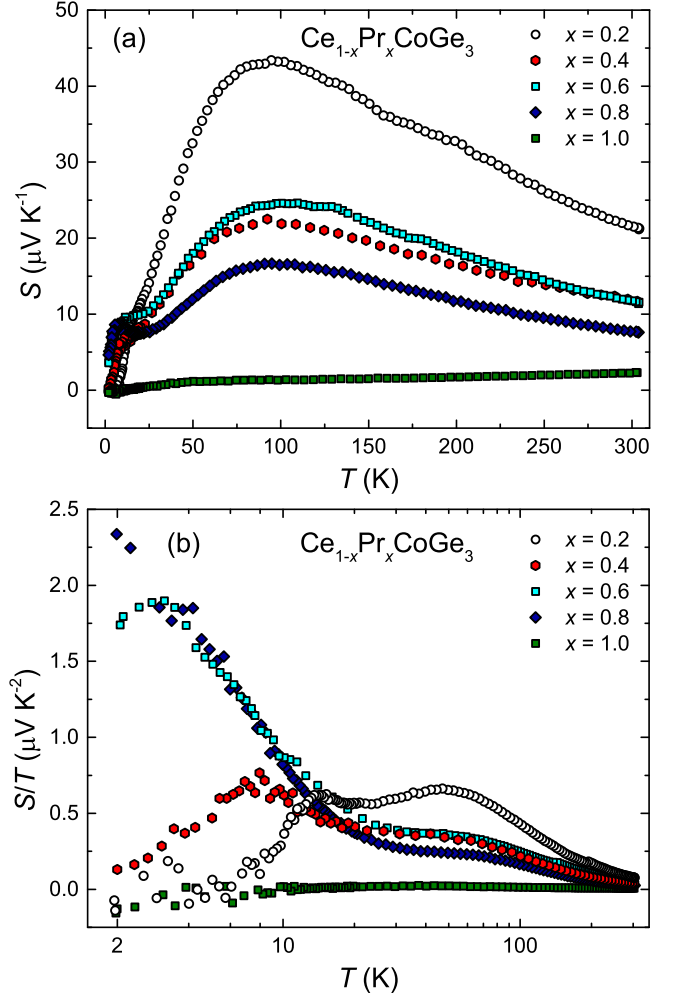 (a) Ce₁₋ₓPrₓCoGe₃
x = 0.2
x = 0.4
x = 0.6
x = 0.8
x = 1.0
50
40
30
20
10
0
S (μV K⁻¹)
0 50 100 150 200 250 300
T (K)
(b) Ce₁₋ₓPrₓCoGe₃
x = 0.2
x = 0.4
x = 0.6
x = 0.8
x = 1.0
2.5
2.0
1.5
1.0
0.5
0.0
S/T (μV K⁻²)
2 10 100
T (K)